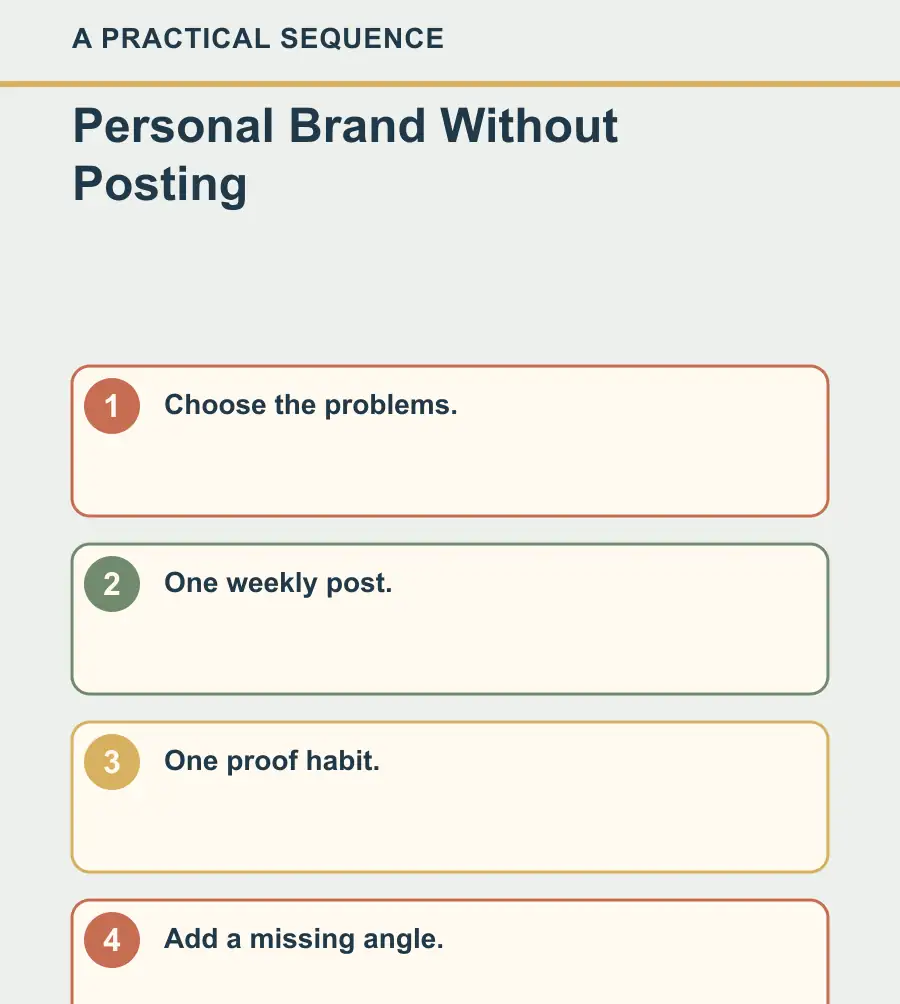 A PRACTICAL SEQUENCE
Personal Brand Without
Posting
1 Choose the problems.
2 One weekly post.
3 One proof habit.
4 Add a missing angle.